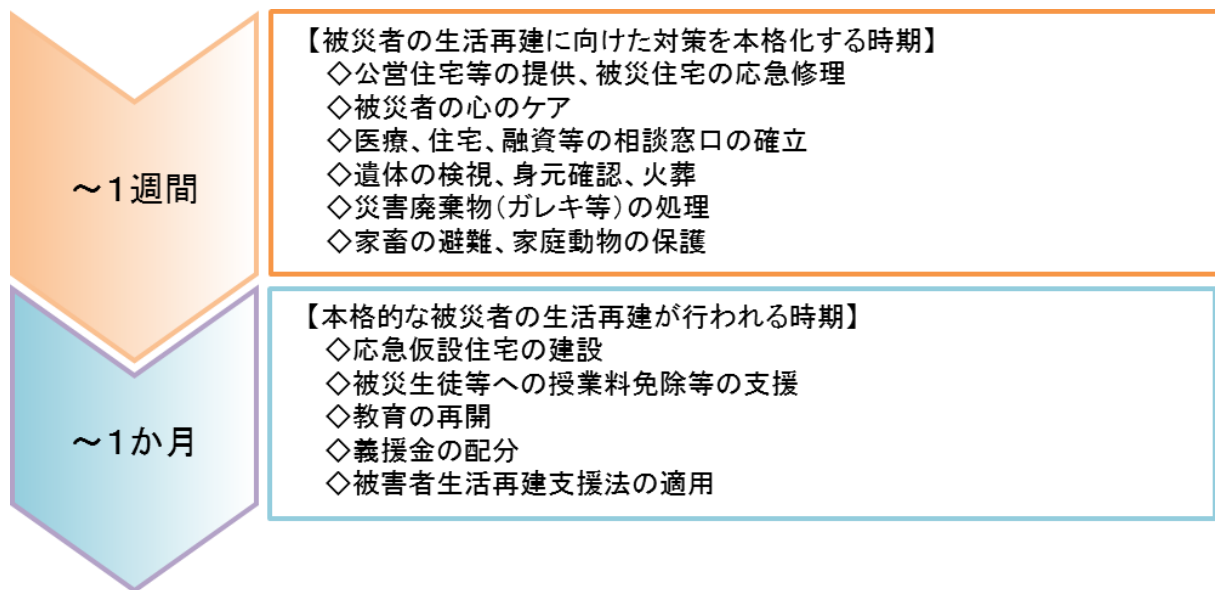 ~1週間
【被災者の生活再建に向けた対策を本格化する時期】
◇公営住宅等の提供、被災住宅の応急修理
◇被災者の心のケア
◇医療、住宅、融資等の相談窓口の確立
◇遺体の検視、身元確認、火葬
◇災害廃棄物(ガレキ等)の処理
◇家畜の避難、家庭動物の保護
~1か月
【本格的な被災者の生活再建が行われる時期】
◇応急仮設住宅の建設
◇被災生徒等への授業料免除等の支援
◇教育の再開
◇義援金の配分
◇被害者生活再建支援法の適用